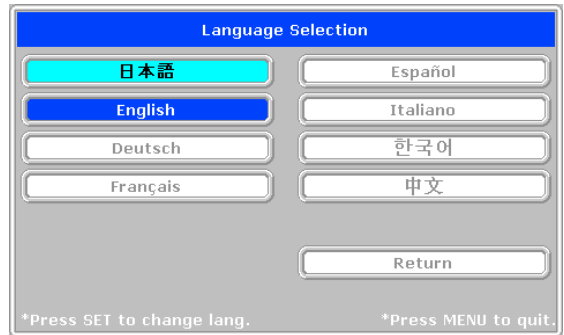 Language Selection
日本語
English
Deutsch
Français
Español
Italiano
한국어
中文
Return
*Press SET to change lang.
*Press MENU to quit.